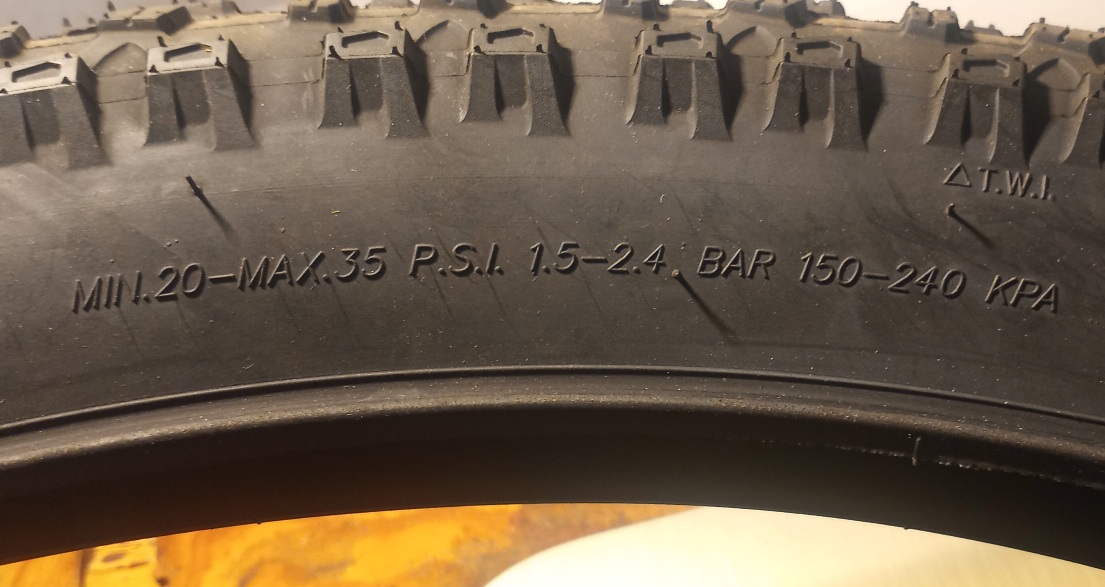 △T.W.I.
MIN.20-MAX.35 P.S.I. 1.5-2.4 BAR 150-240 KPA